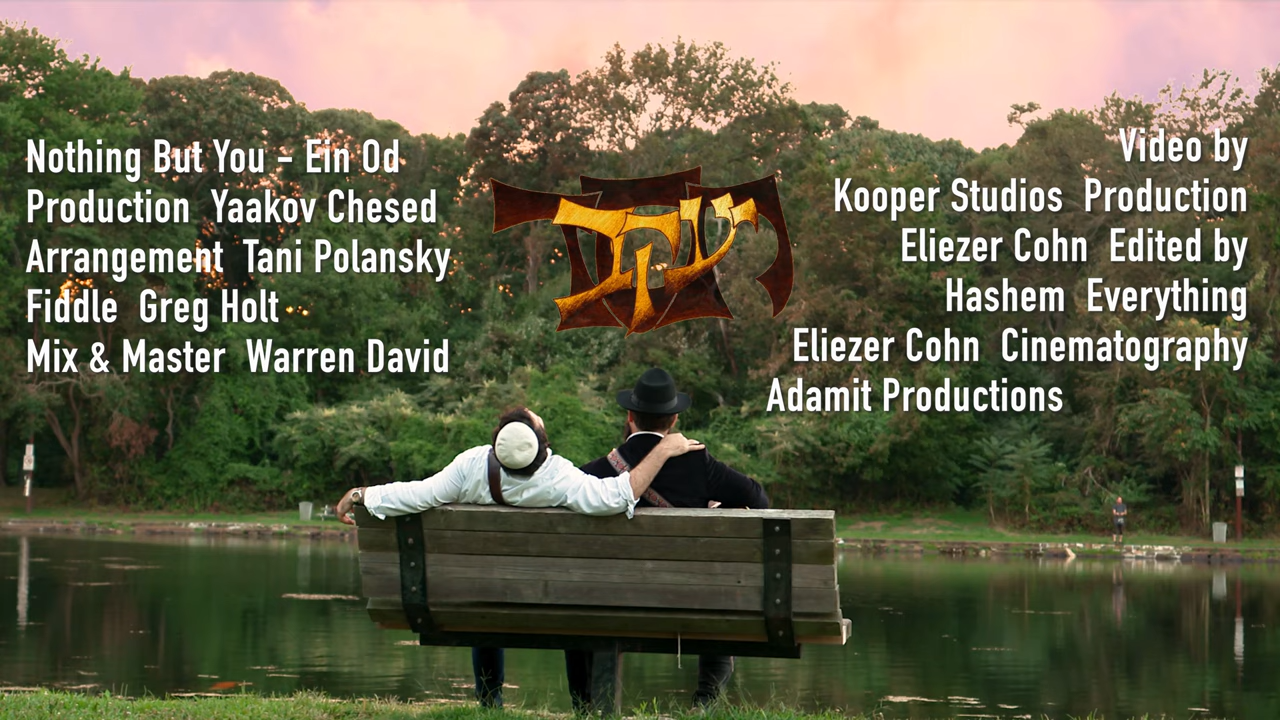 Nothing But You - Ein Od
Production Yaakov Chesed
Arrangement Tani Polansky
Fiddle Greg Holt
Mix & Master Warren David
יעקב
Video by
Kooper Studios Production
Eliezer Cohn Edited by
Hashem Everything
Eliezer Cohn Cinematography
Adamit Productions